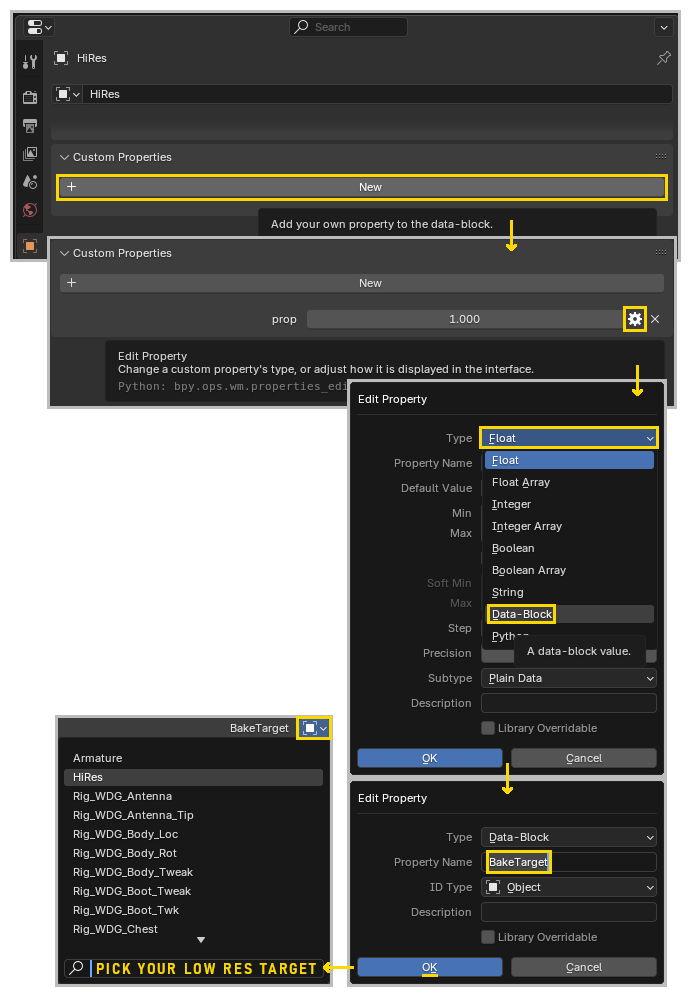 Search
HiRes
HiRes
Custom Properties
New
Add your own property to the data-block.
Custom Properties
New
prop 1.000
Edit Property
Change a custom property's type, or adjust how it is displayed in the interface.
Python: bpy.ops.wm.properties_edi
Edit Property
Type Float
Property Name Float
Default Value Float Array
Min Integer
Max Integer Array
Boolean
Boolean Array
Soft Min String
Max Data-Block
Step Python
Precision A data-block value.
Subtype Plain Data
Description
Library Overridable
OK Cancel
Edit Property
Type Data-Block
Property Name BakeTarget
ID Type Object
Description
Library Overridable
OK Cancel
BakeTarget
Armature
HiRes
Rig_WDG_Antenna
Rig_WDG_Antenna_Tip
Rig_WDG_Body_Loc
Rig_WDG_Body_Rot
Rig_WDG_Body_Tweak
Rig_WDG_Boot_Tweak
Rig_WDG_Boot_Twk
Rig_WDG_Chest
PICK YOUR LOW RES TARGET